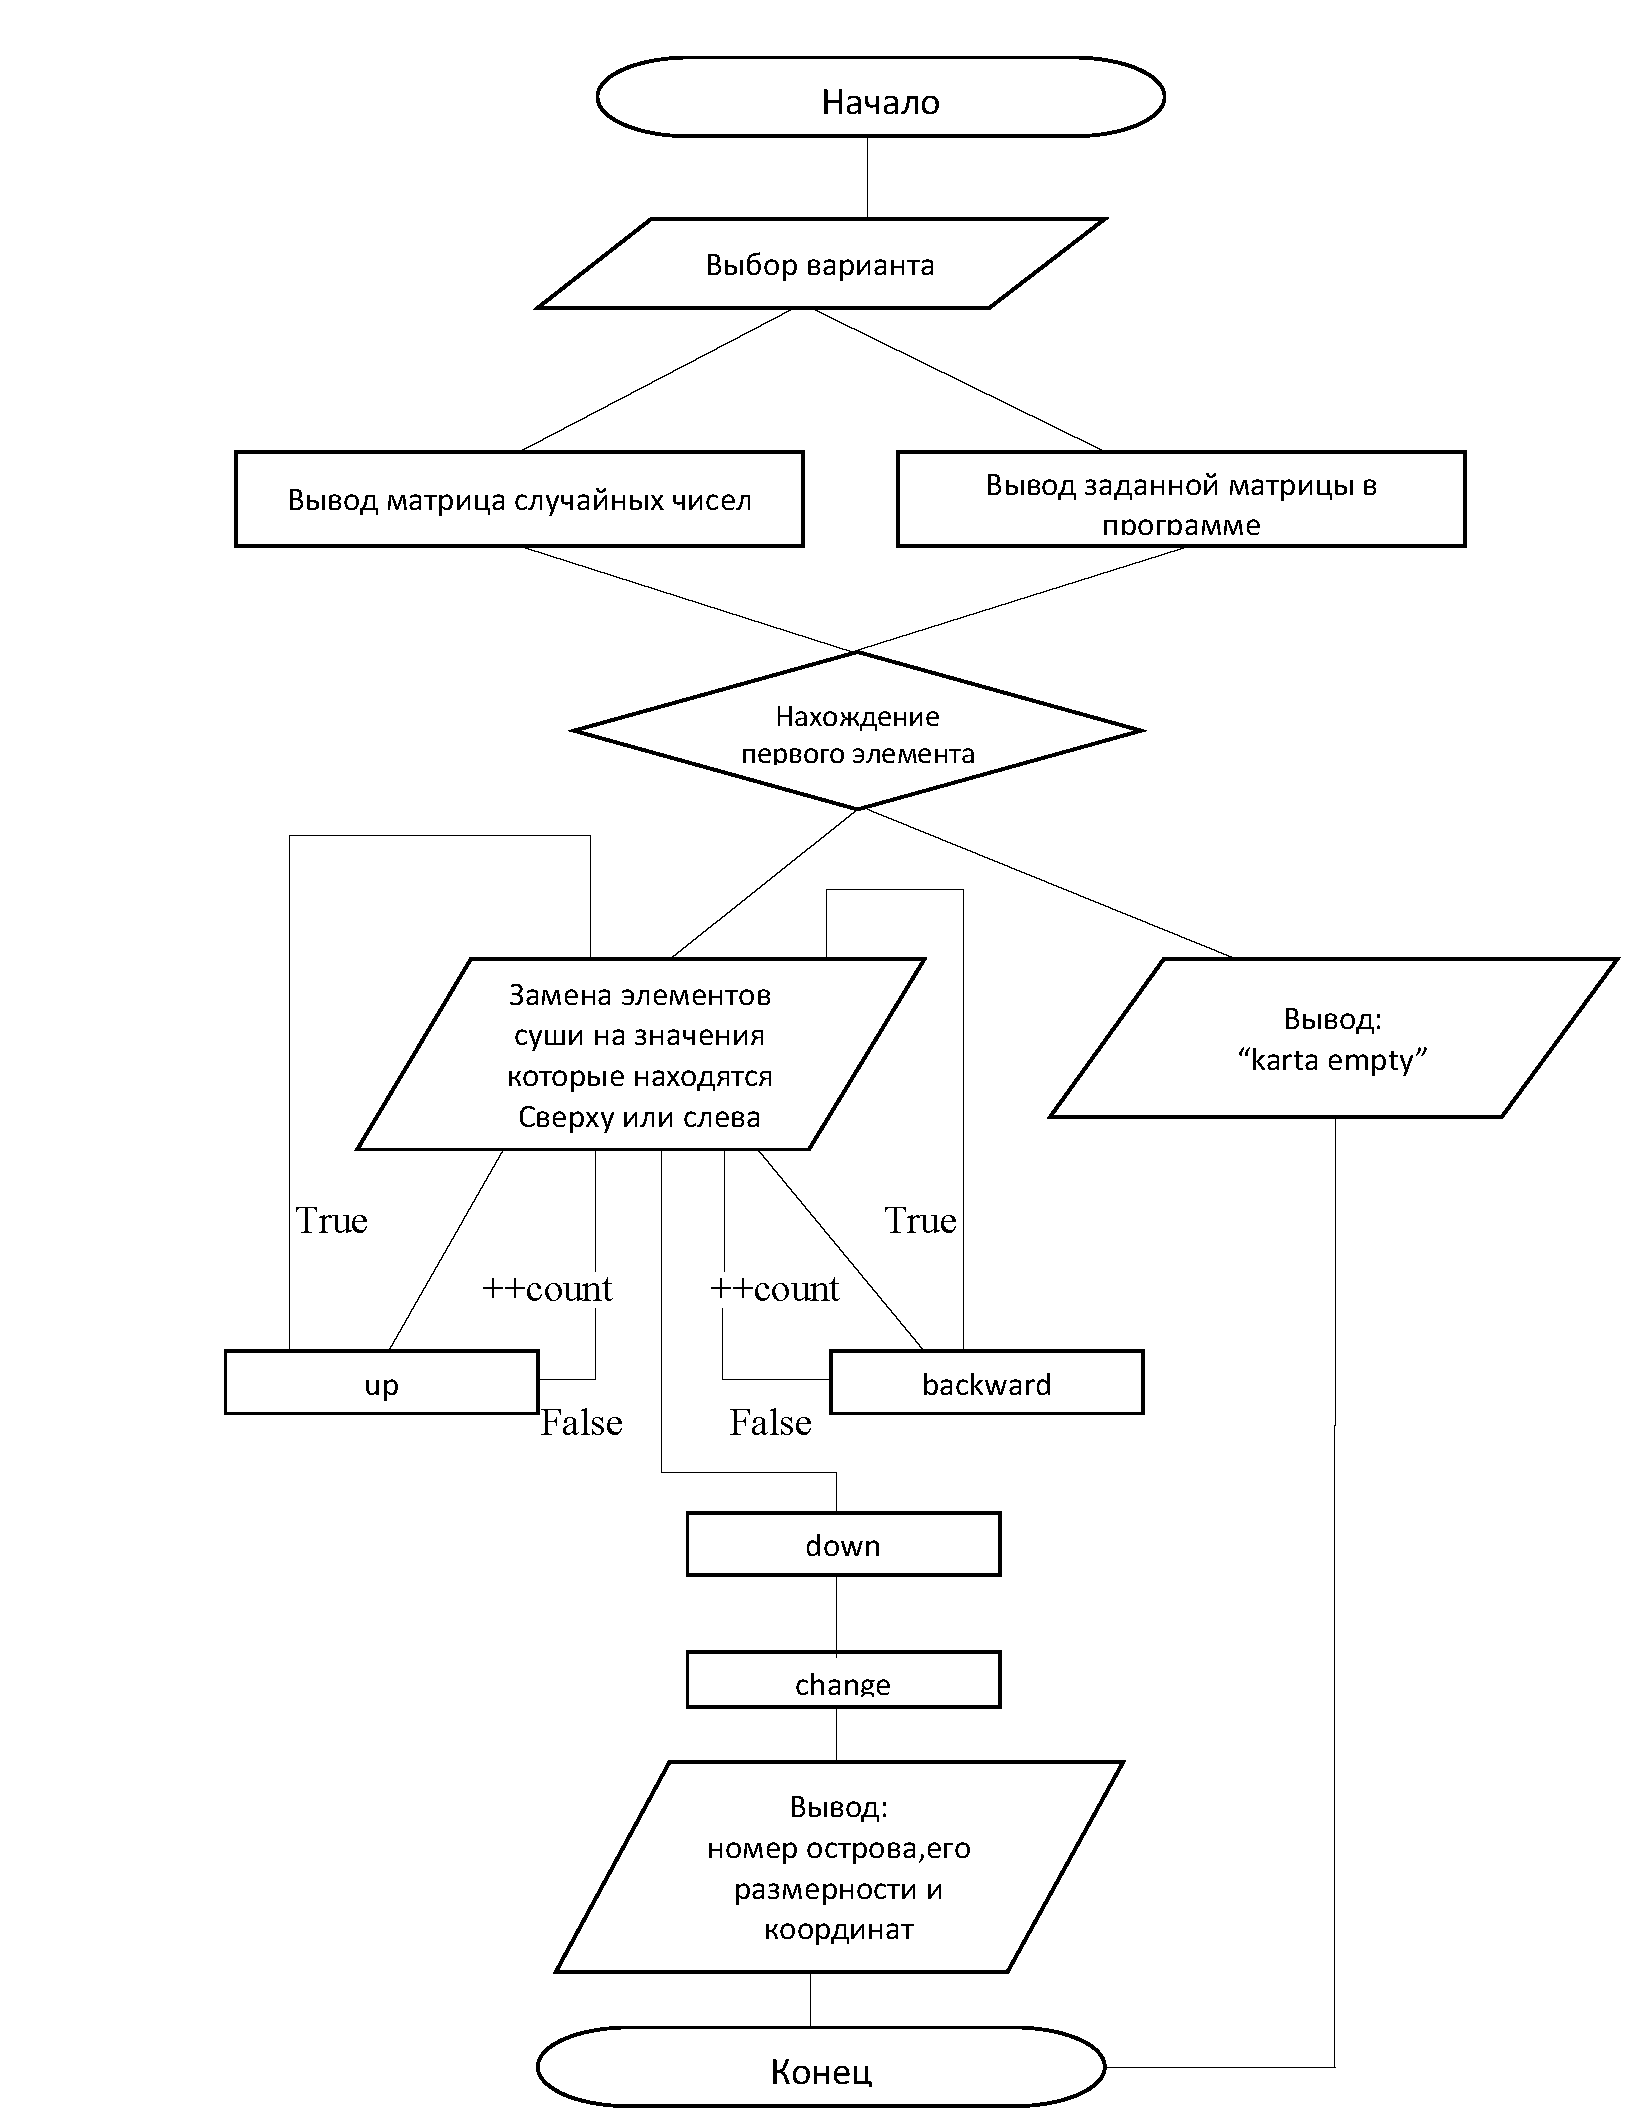 Начало
Выбор варианта
Вывод матрица случайных чисел
Вывод заданной матрицы в
программе
Нахождение
первого элемента
Замена элементов
суши на значения
которые находятся
Сверху или слева
Вывод:
“karta empty”
True
True
++count
++count
up
backward
False
False
down
change
Вывод:
номер острова,его
размерности и
координат
Конец